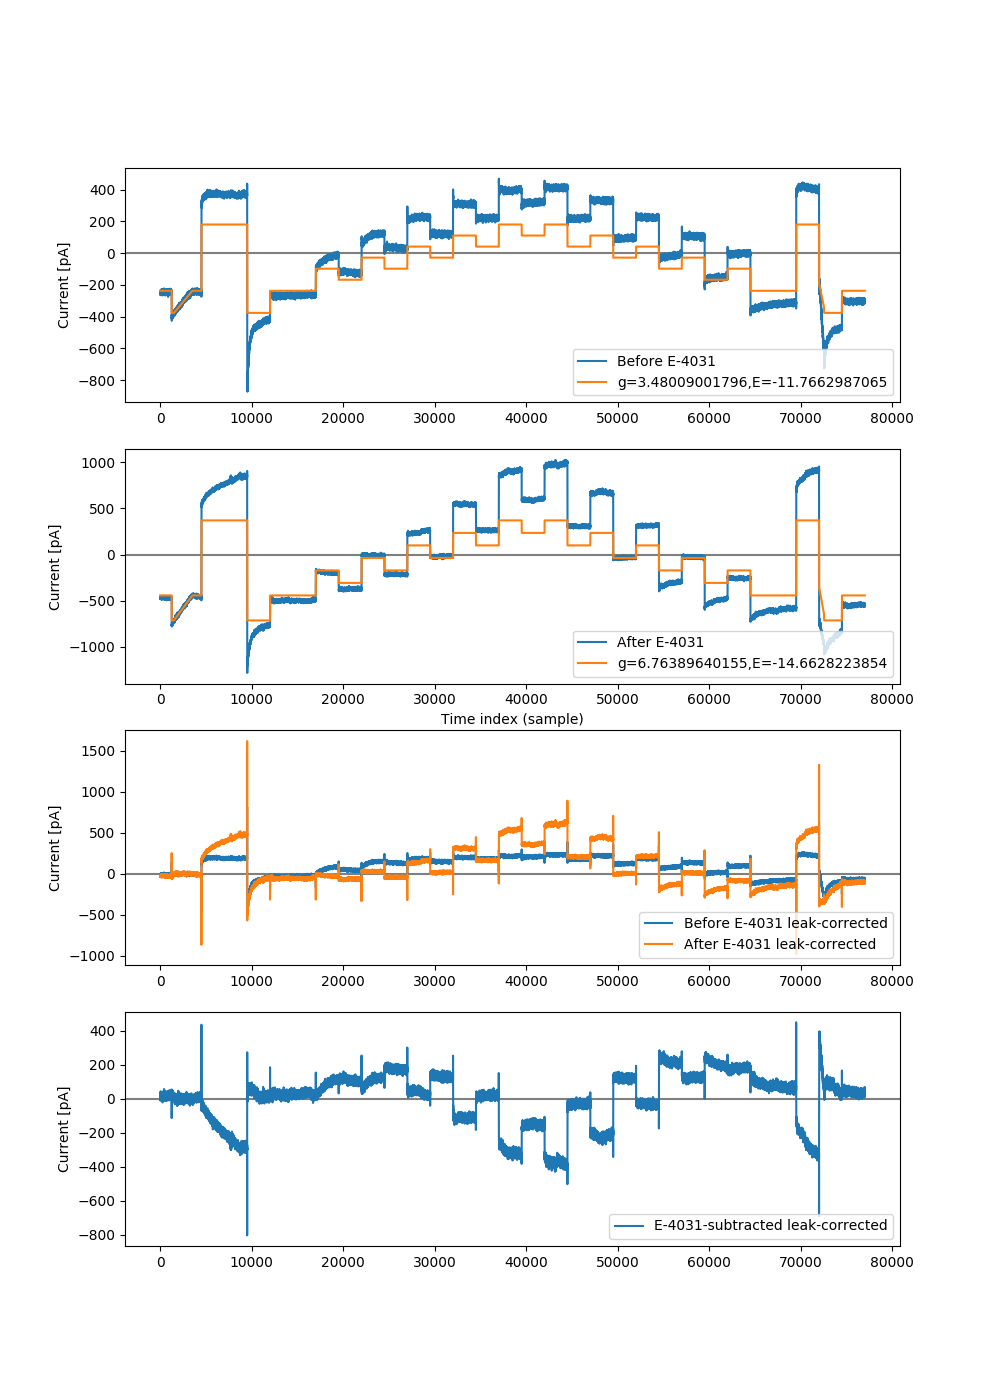 400
200
0
−200
−400
−600
−800
Current [pA]
Before E-4031
g=3.48009001796,E=-11.7662987065
0 10000 20000 30000 40000 50000 60000 70000 80000
1000
500
0
−500
−1000
Current [pA]
After E-4031
g=6.76389640155,E=-14.6628223854
0 10000 20000 30000 40000 50000 60000 70000 80000
Time index (sample)
1500
1000
500
0
−500
−1000
Current [pA]
Before E-4031 leak-corrected
After E-4031 leak-corrected
0 10000 20000 30000 40000 50000 60000 70000 80000
400
200
0
−200
−400
−600
−800
Current [pA]
E-4031-subtracted leak-corrected
0 10000 20000 30000 40000 50000 60000 70000 80000